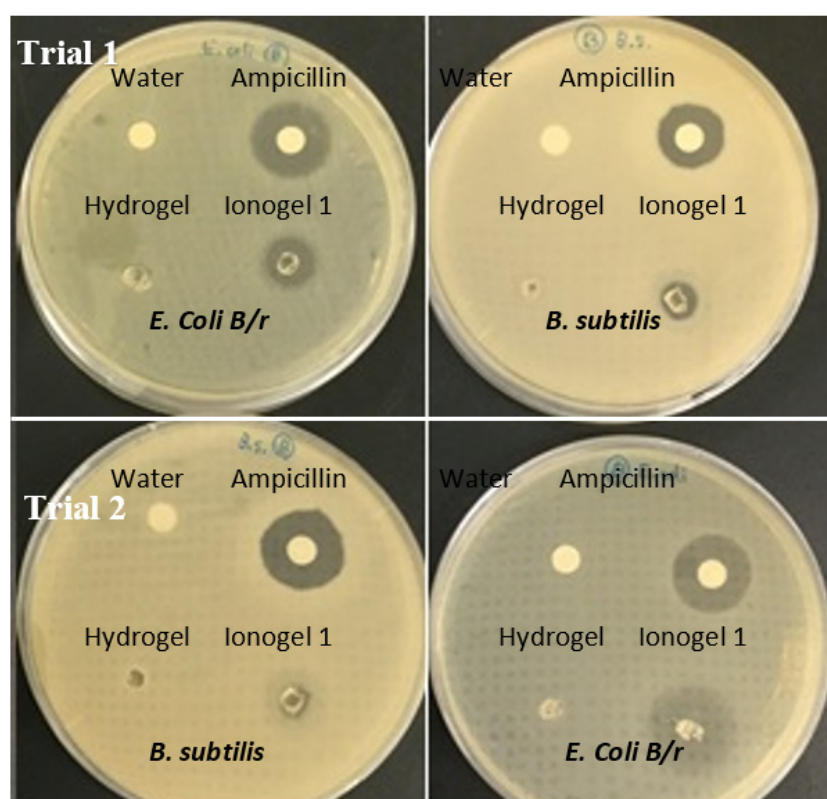 Trial 1
E. coli B
Water Ampicillin
Hydrogel Ionogel 1
E. Coli B/r
B B.s.
Water Ampicillin
Hydrogel Ionogel 1
B. subtilis
Trial 2
B.s. B
Water Ampicillin
Hydrogel Ionogel 1
B. subtilis
Water Ampicillin
Hydrogel Ionogel 1
E. Coli B/r